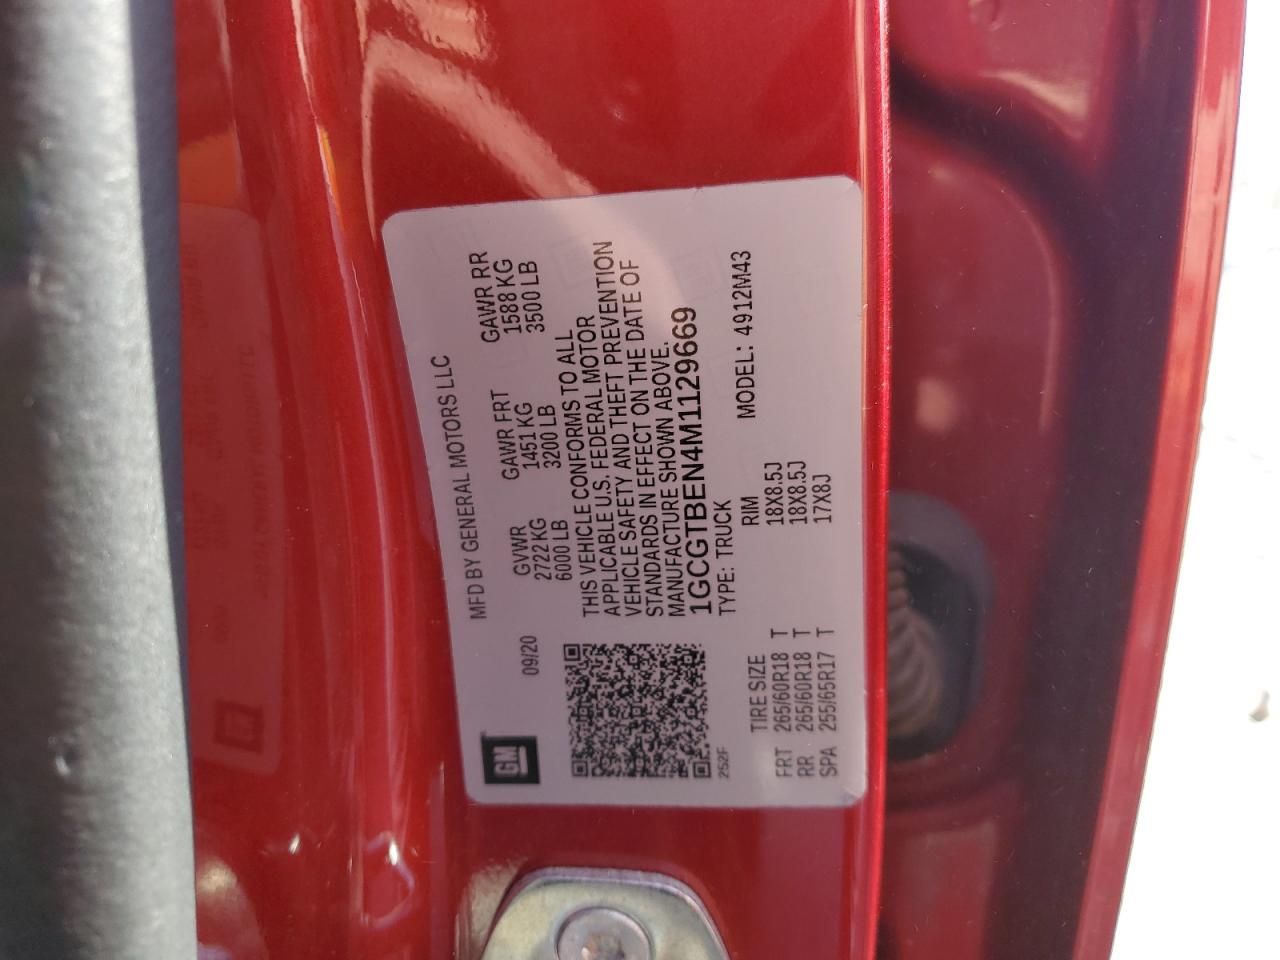 MFD BY GENERAL MOTORS LLC
09/20 GVWR GAWR FRT GAWR RR
2722 KG 1451 KG 1588 KG
6000 LB 3200 LB 3500 LB
GM
THIS VEHICLE CONFORMS TO ALL
APPLICABLE U.S. FEDERAL MOTOR
VEHICLE SAFETY AND THEFT PREVENTION
STANDARDS IN EFFECT ON THE DATE OF
MANUFACTURE SHOWN ABOVE.
1GCGTBEN4M1129669
252F TYPE: TRUCK MODEL: 4912M43
TIRE SIZE RIM
FRT 265/60R18 T 18X8.5J
RR 265/60R18 T 18X8.5J
SPA 255/65R17 T 17X8J